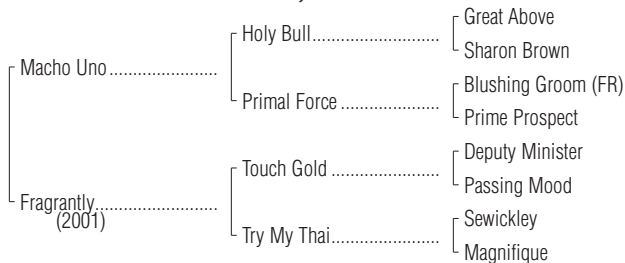 Great Above
Holy Bull
Sharon Brown
Macho Uno
Blushing Groom (FR)
Primal Force
Prime Prospect
Deputy Minister
Touch Gold
Passing Mood
Fragrantly
(2001)
Sewickley
Try My Thai
Magnifique